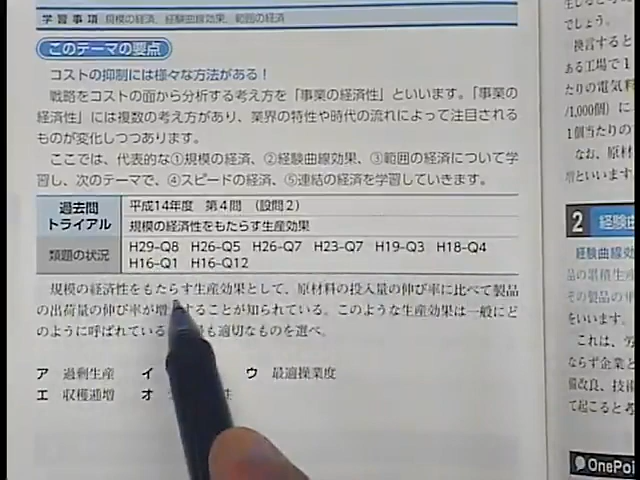 学習事項 規模の経済，経験曲線効果，範囲の経済
このテーマの要点
コストの抑制には様々な方法がある！
戦略をコストの面から分析する考え方を「事業の経済性」といいます。「事業の
経済性」には複数の考え方があり、業界の特性や時代の流れによって注目される
ものが変化しつつあります。
ここでは、代表的な①規模の経済、②経験曲線効果、③範囲の経済について学
習し、次のテーマで、④スピードの経済、⑤連結の経済を学習していきます。
過去問トライアル
平成14年度　第4問　（設問2）
規模の経済性をもたらす生産効果
類題の状況
H29-Q8　H26-Q5　H26-Q7　H23-Q7　H19-Q3　H18-Q4
H16-Q1　H16-Q12
規模の経済性をもたらす生産効果として、原材料の投入量の伸び率に比べて製品
の出荷量の伸び率が増することが知られている。このような生産効果は一般にど
のように呼ばれている も適切なものを選べ。
ア　過剰生産　イ　ウ　最適操業度
エ　収穫逓増　オ　性
でしょう。
換言すると
ある工場で1
たりの電気料
/1,000個）に
1個当たりの
なお、原材
増といいます
2 経験曲
経験曲線効
品の累積生産
その製品の
をいいます。
これは、労
ならず企業と
備改良、技術
て起こると考
OnePoi